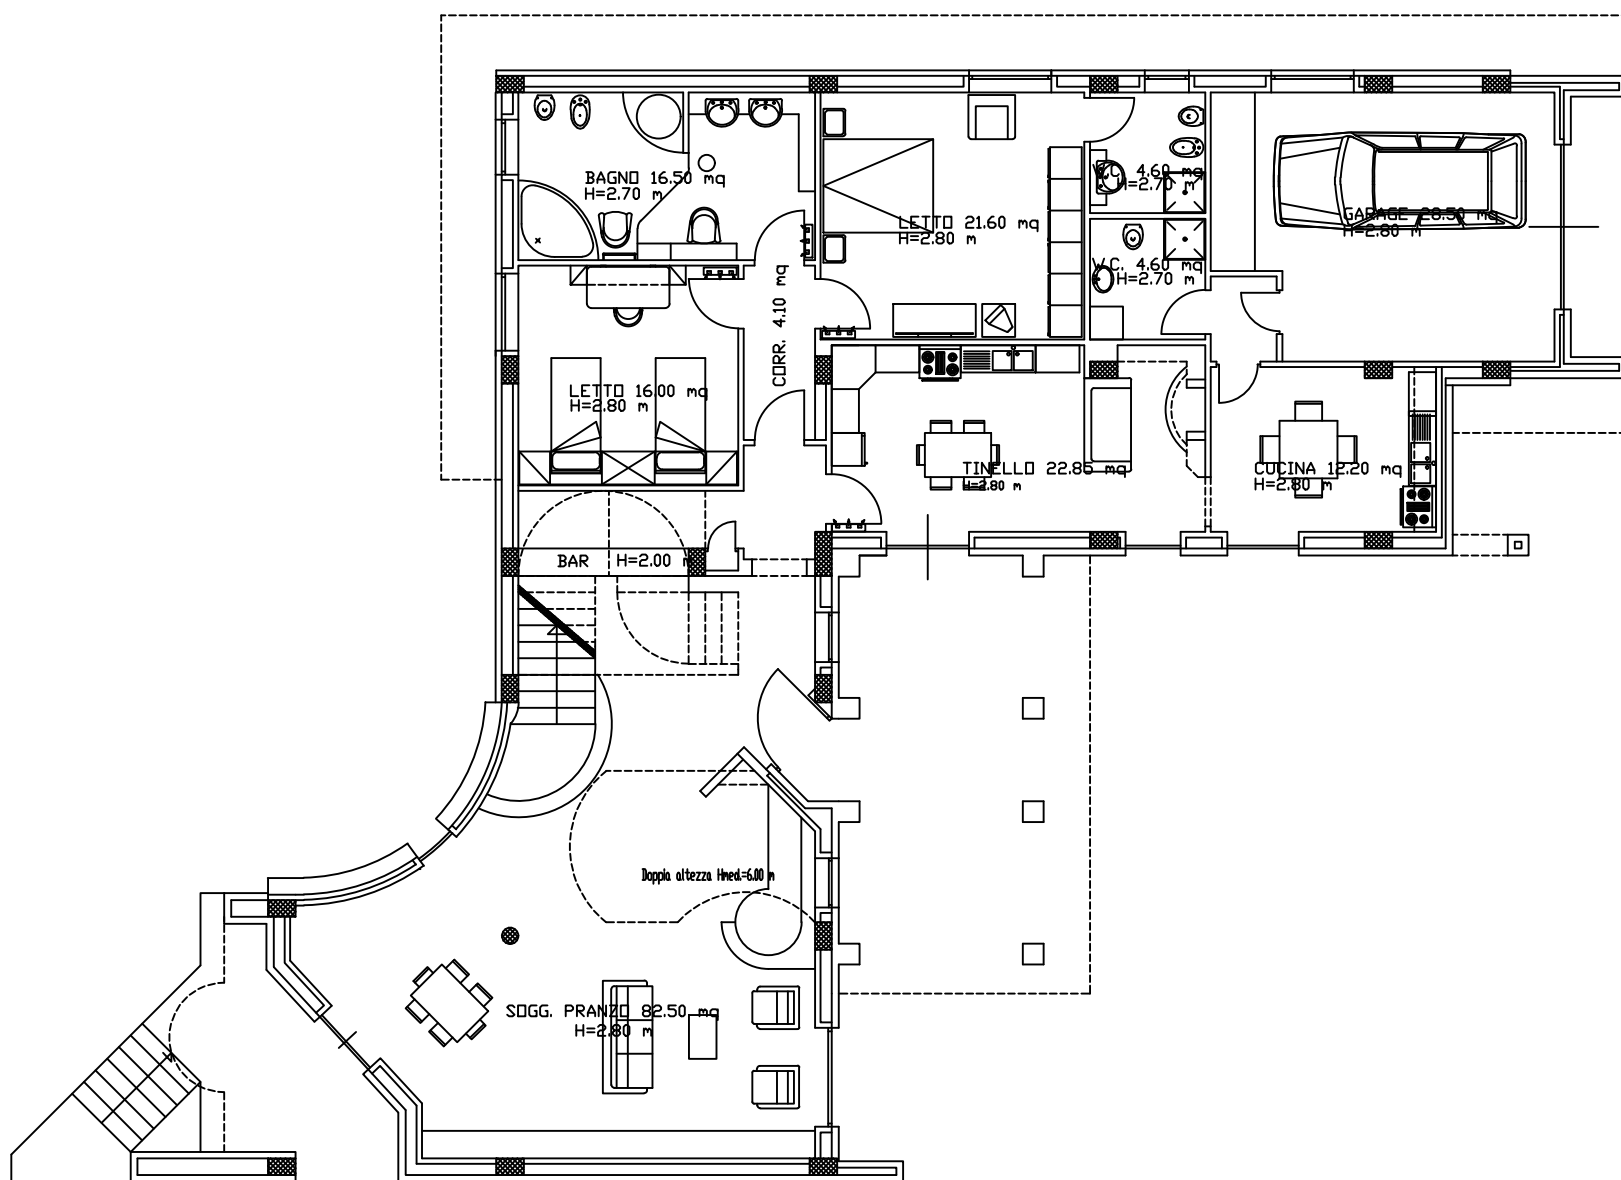 BAGNO 16.50 mq
H=2.70 m
W.C. 4.60 mq
H=2.70 m
LETTO 21.60 mq
H=2.80 m
GARAGE 28.50 mq
H=2.80 m
W.C. 4.60 mq
H=2.70 m
CORR. 4.10 mq
LETTO 16.00 mq
H=2.80 m
TINELLO 22.85 mq
H=2.80 m
CUCINA 12.20 mq
H=2.80 m
BAR H=2.00 m
Doppia altezza Hmed.=6.00 m
SOGG. PRANZO 82.50 mq
H=2.80 m